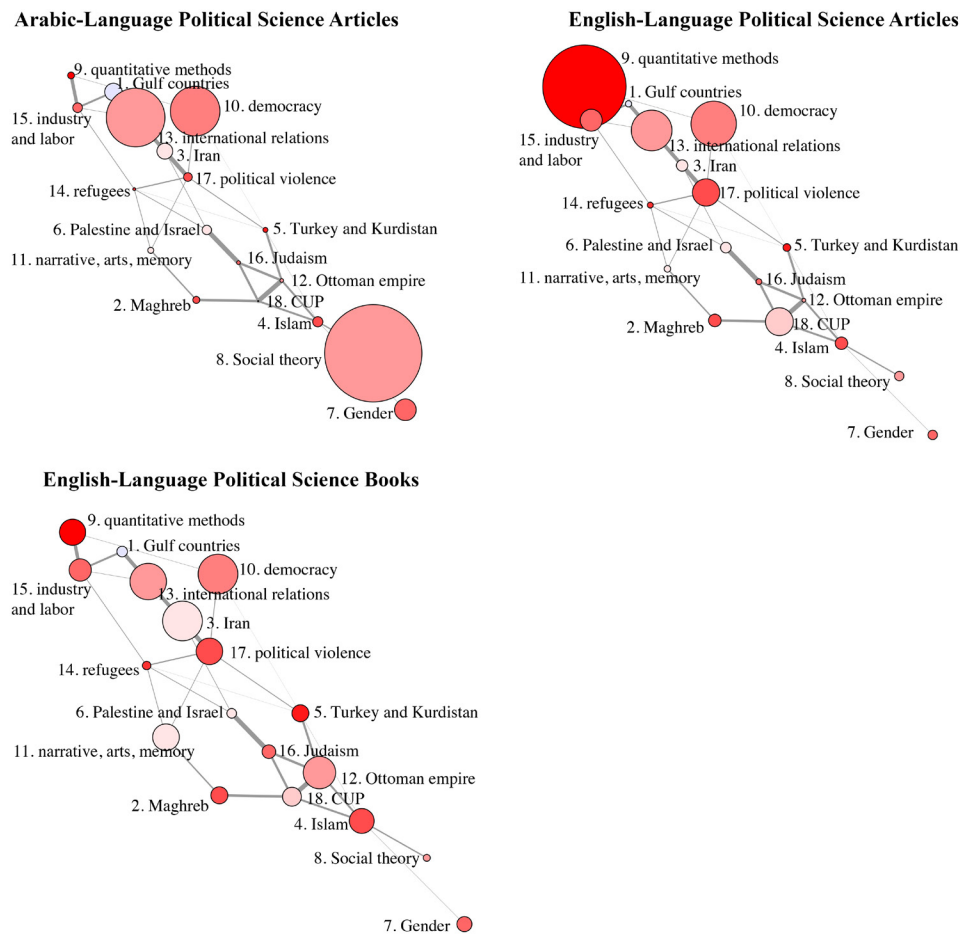 Arabic-Language Political Science Articles
9. quantitative methods
1. Gulf countries
10. democracy
15. industry
and labor
13. international relations
3. Iran
17. political violence
14. refugees
6. Palestine and Israel
5. Turkey and Kurdistan
11. narrative, arts, memory
16. Judaism
12. Ottoman empire
2. Maghreb
18. CUP
4. Islam
8. Social theory
7. Gender
English-Language Political Science Articles
9. quantitative methods
1. Gulf countries
10. democracy
15. industry
and labor
13. international relations
3. Iran
17. political violence
14. refugees
6. Palestine and Israel
5. Turkey and Kurdistan
11. narrative, arts, memory
16. Judaism
12. Ottoman empire
2. Maghreb
18. CUP
4. Islam
8. Social theory
7. Gender
English-Language Political Science Books
9. quantitative methods
1. Gulf countries
10. democracy
15. industry
and labor
13. international relations
3. Iran
17. political violence
14. refugees
6. Palestine and Israel
5. Turkey and Kurdistan
11. narrative, arts, memory
16. Judaism
12. Ottoman empire
2. Maghreb
18. CUP
4. Islam
8. Social theory
7. Gender